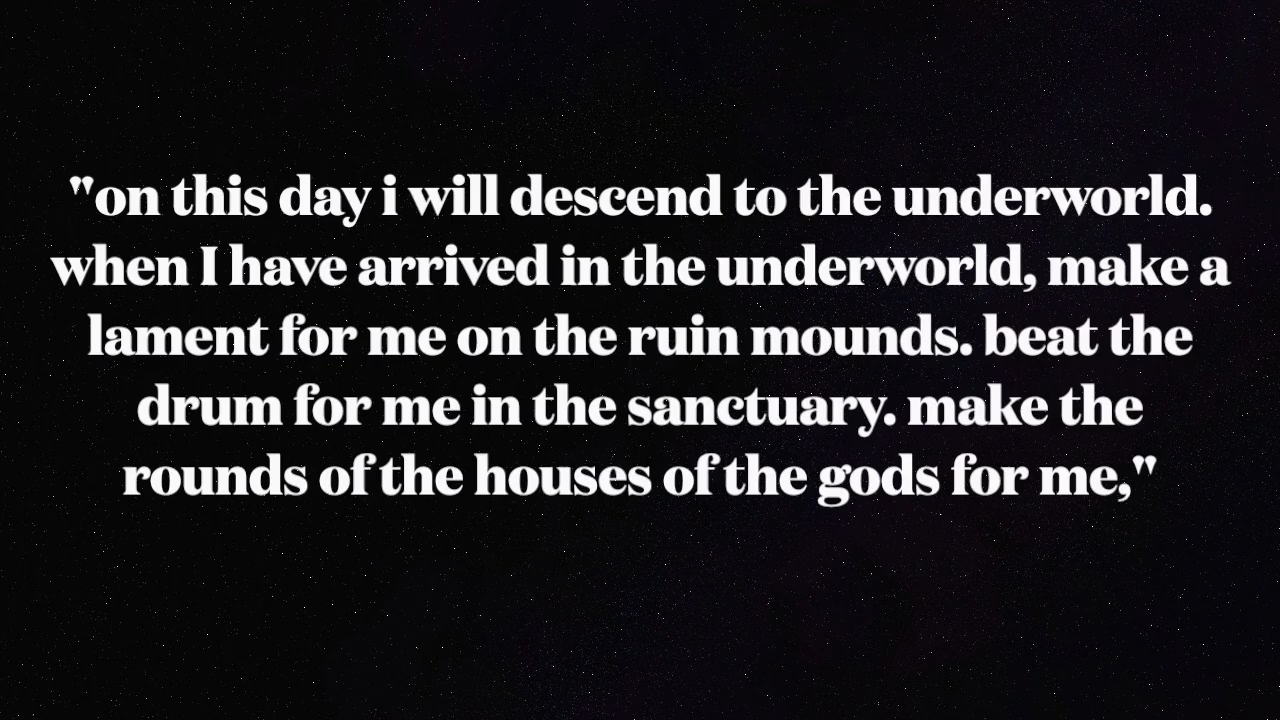 "on this day i will descend to the underworld.
when I have arrived in the underworld, make a
lament for me on the ruin mounds. beat the
drum for me in the sanctuary. make the
rounds of the houses of the gods for me,"